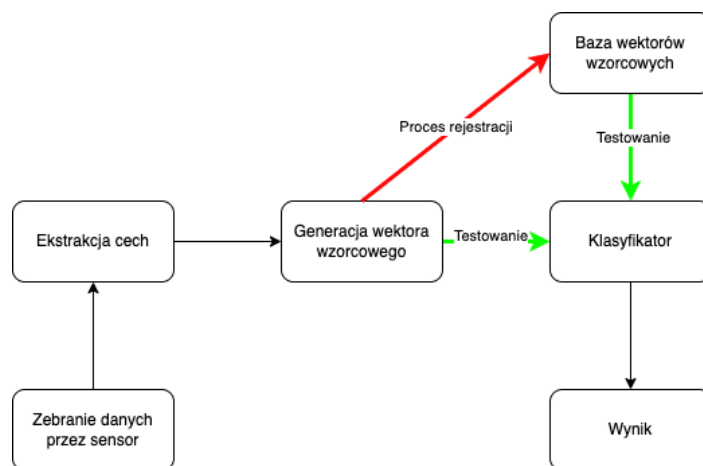 Baza wektorów
wzorcowych
Proces rejestracji
Testowanie
Ekstrakcja cech
Generacja wektora
wzorcowego
Testowanie
Klasyfikator
Zebranie danych
przez sensor
Wynik